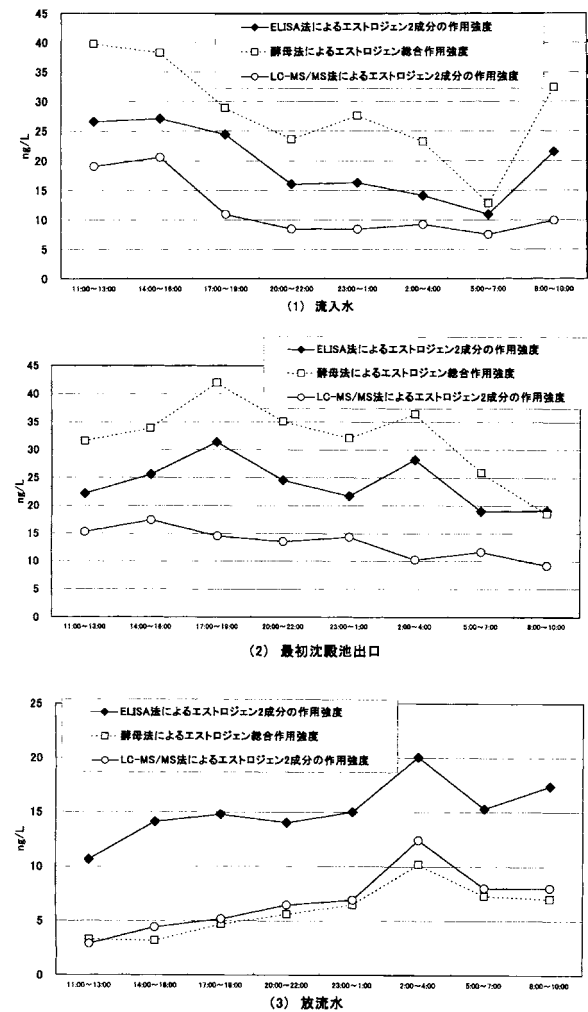 45
40
35
30
25
20
15
10
5
0
ng/L
ELISA法によるエストロジェン2成分の作用強度
酵母法によるエストロジェン総合作用強度
LC-MS/MS法によるエストロジェン2成分の作用強度
11:00~13:00 14:00~16:00 17:00~19:00 20:00~22:00 23:00~1:00 2:00~4:00 5:00~7:00 8:00~10:00
(1) 流入水
45
40
35
30
25
20
15
10
5
0
ng/L
ELISA法によるエストロジェン2成分の作用強度
酵母法によるエストロジェン総合作用強度
LC-MS/MS法によるエストロジェン2成分の作用強度
11:00~13:00 14:00~16:00 17:00~19:00 20:00~22:00 23:00~1:00 2:00~4:00 5:00~7:00 8:00~10:00
(2) 最初沈殿池出口
25
20
15
10
5
0
ng/L
ELISA法によるエストロジェン2成分の作用強度
酵母法によるエストロジェン総合作用強度
LC-MS/MS法によるエストロジェン2成分の作用強度
11:00~13:00 14:00~16:00 17:00~19:00 20:00~22:00 23:00~1:00 2:00~4:00 5:00~7:00 8:00~10:00
(3) 放流水